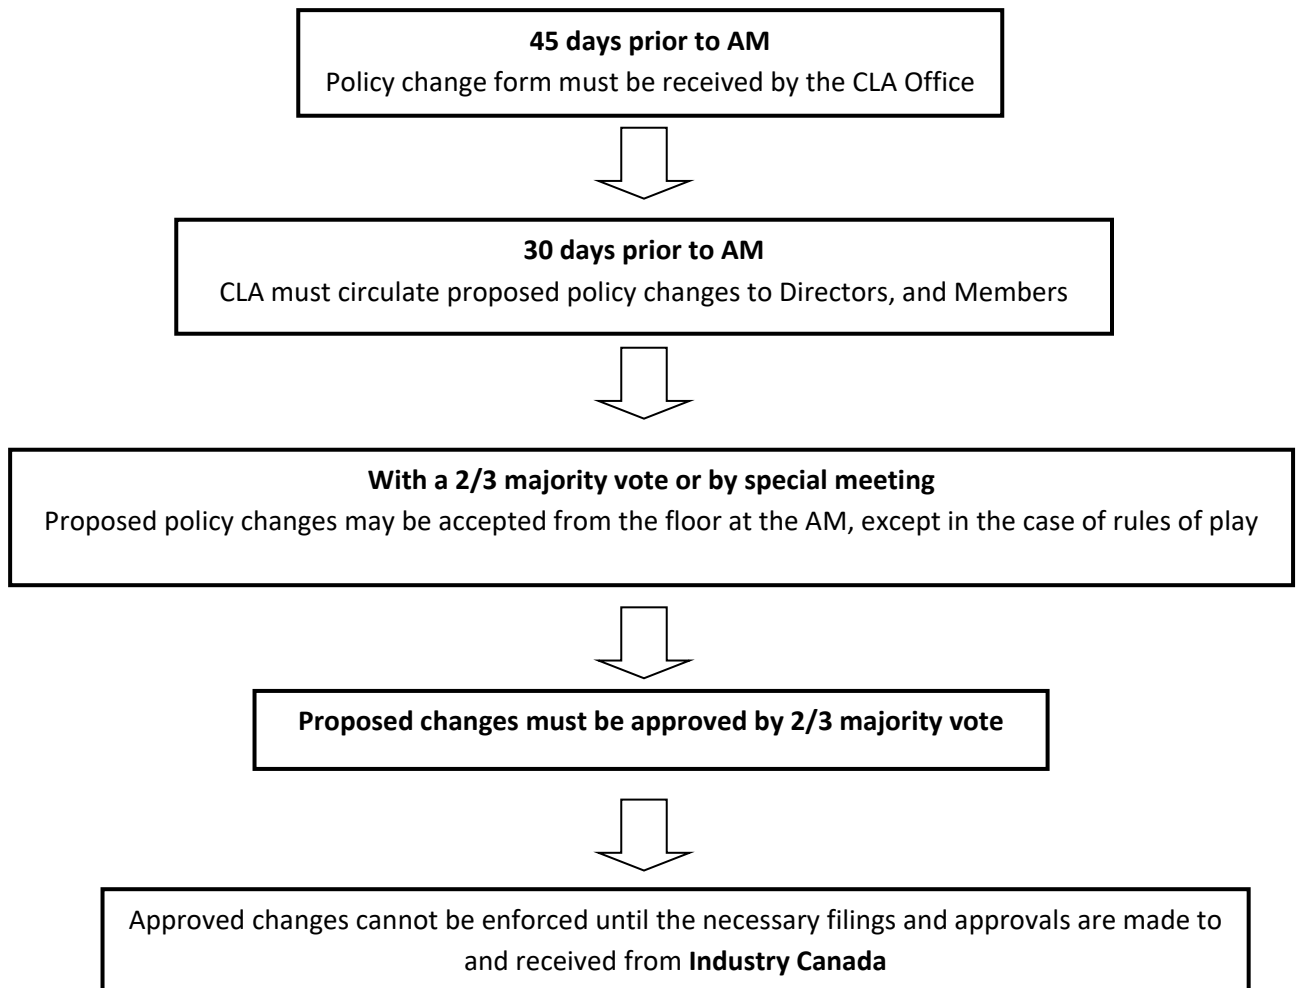 45 days prior to AM
Policy change form must be received by the CLA Office
30 days prior to AM
CLA must circulate proposed policy changes to Directors, and Members
With a 2/3 majority vote or by special meeting
Proposed policy changes may be accepted from the floor at the AM, except in the case of rules of play
Proposed changes must be approved by 2/3 majority vote
Approved changes cannot be enforced until the necessary filings and approvals are made to
and received from Industry Canada